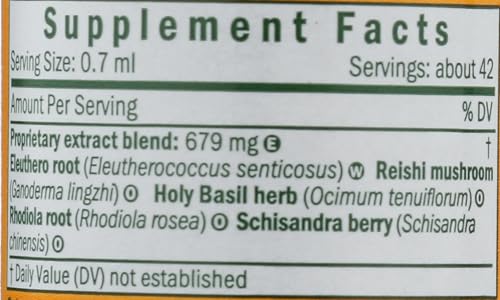 Supplement Facts
Serving Size: 0.7 ml Servings: about 42
Amount Per Serving % DV
Proprietary extract blend: 679 mg Ⓔ †
Eleuthero root (Eleutherococcus senticosus) Ⓦ Reishi mushroom
(Ganoderma lingzhi) Ⓞ Holy Basil herb (Ocimum tenuiflorum) Ⓞ
Rhodiola root (Rhodiola rosea) Ⓞ Schisandra berry (Schisandra
chinensis) Ⓞ
† Daily Value (DV) not established